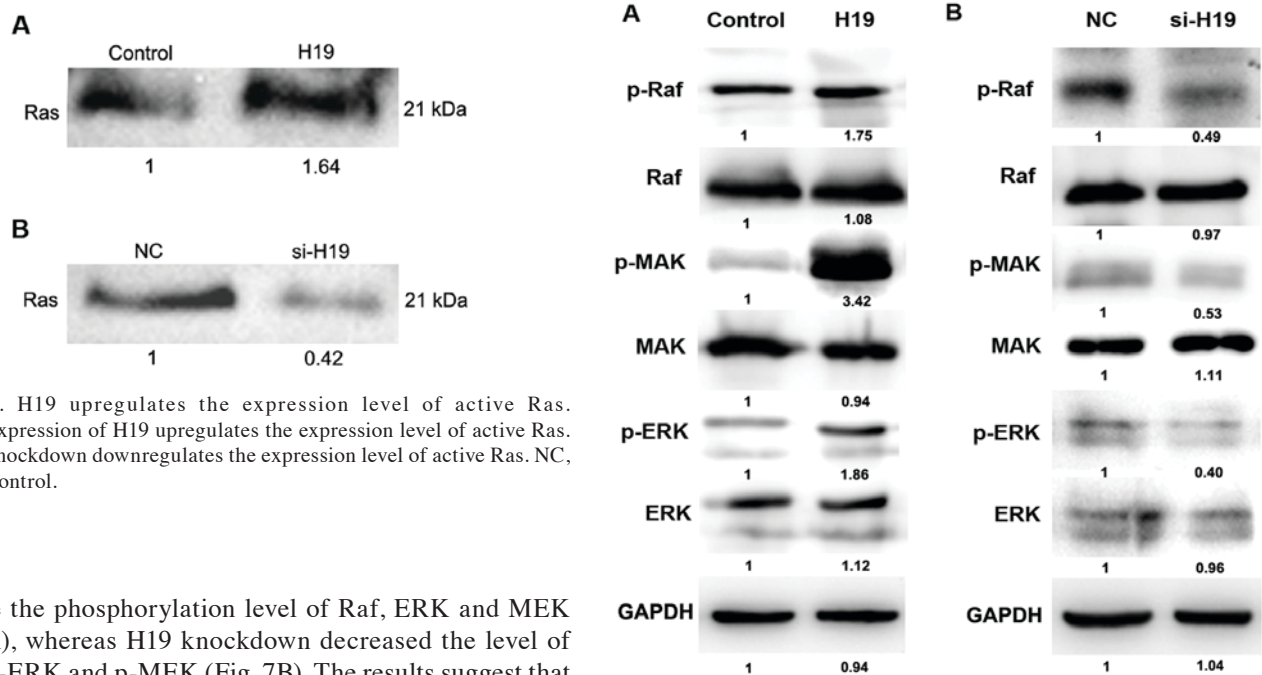 A
Control H19
Ras 21 kDa
1 1.64
B
NC si-H19
Ras 21 kDa
1 0.42
. H19 upregulates the expression level of active Ras.
xpression of H19 upregulates the expression level of active Ras.
nockdown downregulates the expression level of active Ras. NC,
ontrol.
the phosphorylation level of Raf, ERK and MEK
), whereas H19 knockdown decreased the level of
-ERK and p-MEK (Fig. 7B). The results suggest that
A Control H19
p-Raf
1 1.75
Raf
1 1.08
p-MAK
1 3.42
MAK
1 0.94
p-ERK
1 1.86
ERK
1 1.12
GAPDH
1 0.94
B NC si-H19
p-Raf
1 0.49
Raf
1 0.97
p-MAK
1 0.53
MAK
1 1.11
p-ERK
1 0.40
ERK
1 0.96
GAPDH
1 1.04